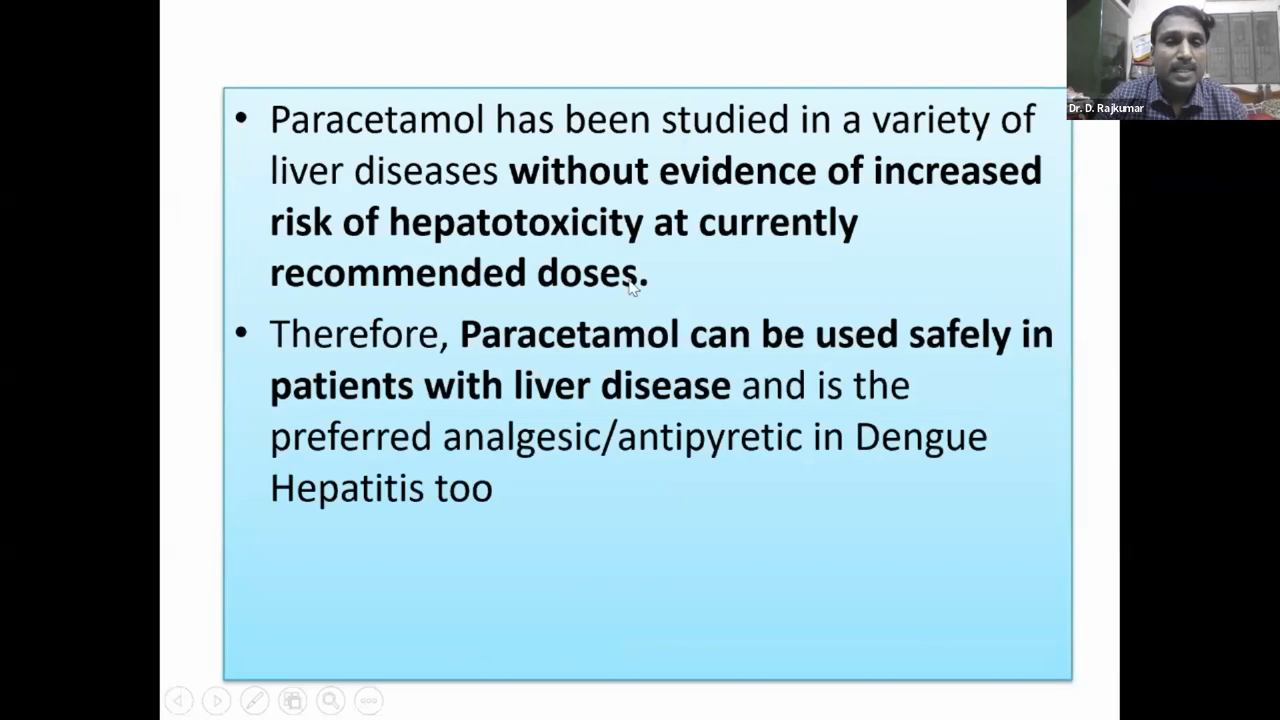 • Paracetamol has been studied in a variety of
liver diseases without evidence of increased
risk of hepatotoxicity at currently
recommended doses.
• Therefore, Paracetamol can be used safely in
patients with liver disease and is the
preferred analgesic/antipyretic in Dengue
Hepatitis too
Dr. D. Rajkumar